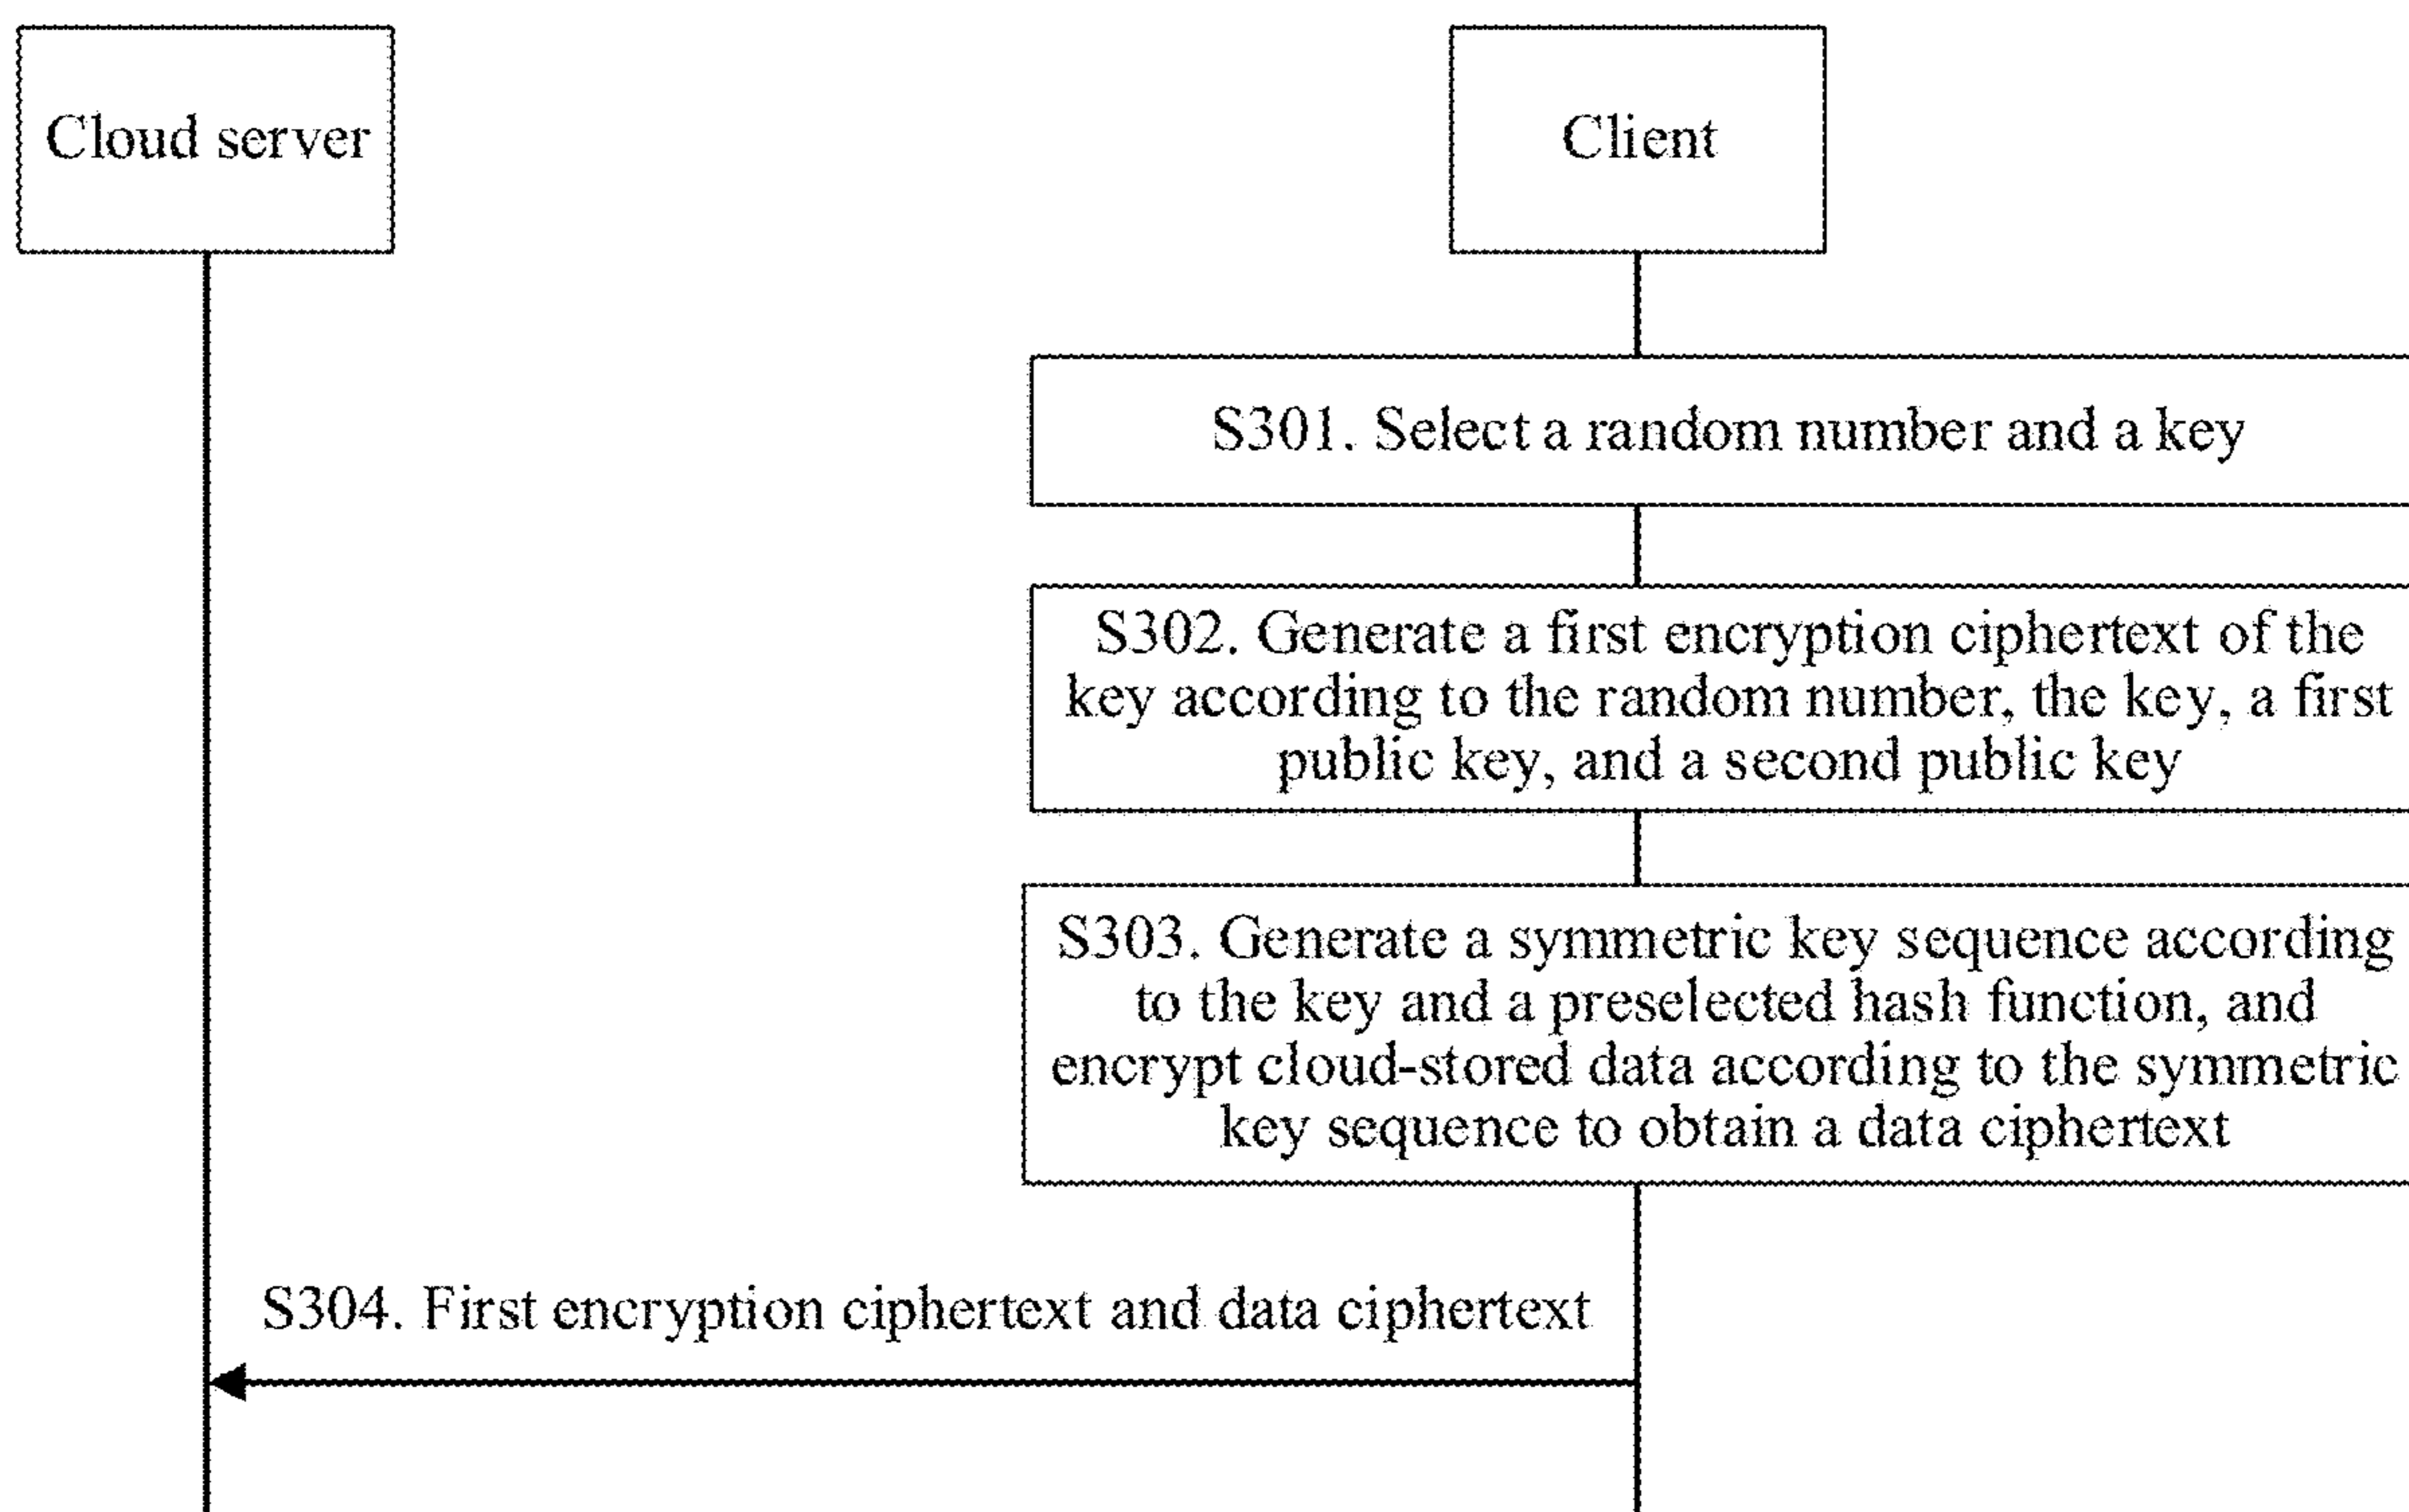 Cloud server
Client
S301. Select a random number and a key
S302. Generate a first encryption ciphertext of the
key according to the random number, the key, a first
public key, and a second public key
S303. Generate a symmetric key sequence according
to the key and a preselected hash function, and
encrypt cloud-stored data according to the symmetric
key sequence to obtain a data ciphertext
S304. First encryption ciphertext and data ciphertext